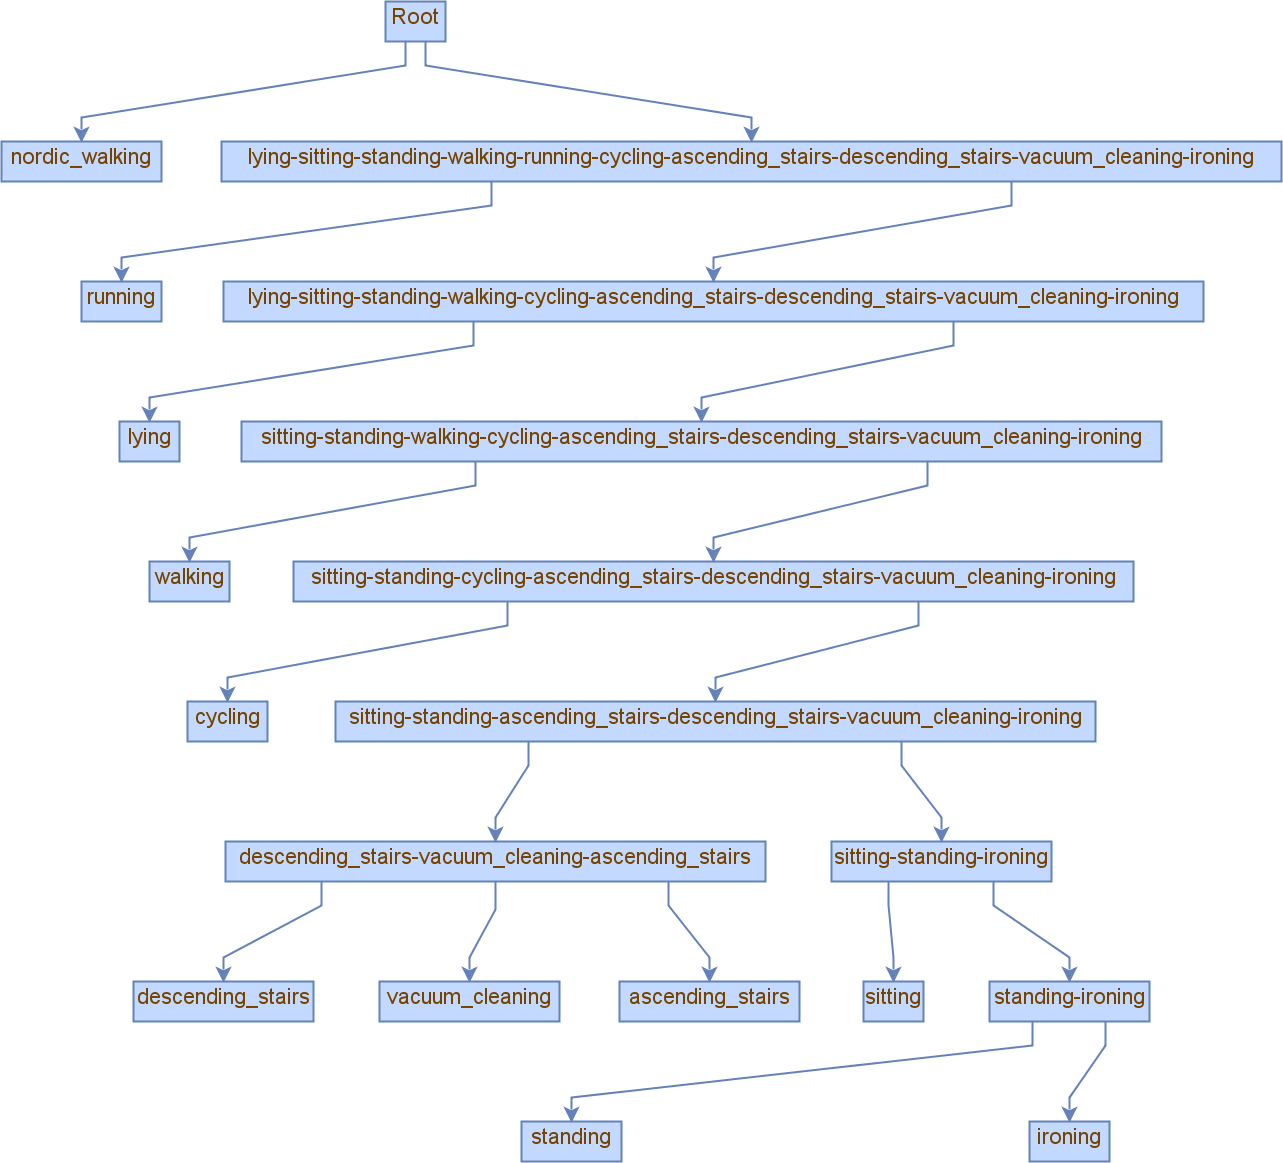 Root
nordic_walking
lying-sitting-standing-walking-running-cycling-ascending_stairs-descending_stairs-vacuum_cleaning-ironing
running
lying-sitting-standing-walking-cycling-ascending_stairs-descending_stairs-vacuum_cleaning-ironing
lying
sitting-standing-walking-cycling-ascending_stairs-descending_stairs-vacuum_cleaning-ironing
walking
sitting-standing-cycling-ascending_stairs-descending_stairs-vacuum_cleaning-ironing
cycling
sitting-standing-ascending_stairs-descending_stairs-vacuum_cleaning-ironing
descending_stairs-vacuum_cleaning-ascending_stairs
sitting-standing-ironing
descending_stairs
vacuum_cleaning
ascending_stairs
sitting
standing-ironing
standing
ironing